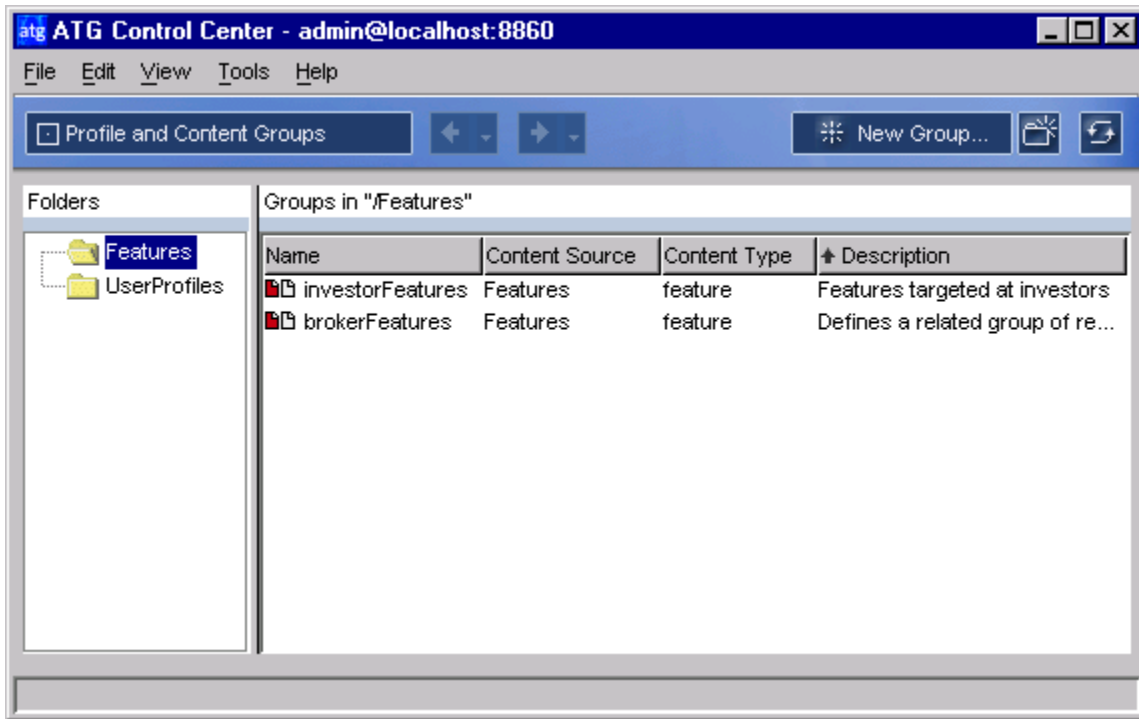 atg ATG Control Center - admin@localhost:8860
File Edit View Tools Help
Profile and Content Groups New Group...
Folders Groups in "/Features"
Features Name Content Source Content Type Description
UserProfiles investorFeatures Features feature Features targeted at investors
brokerFeatures Features feature Defines a related group of re...